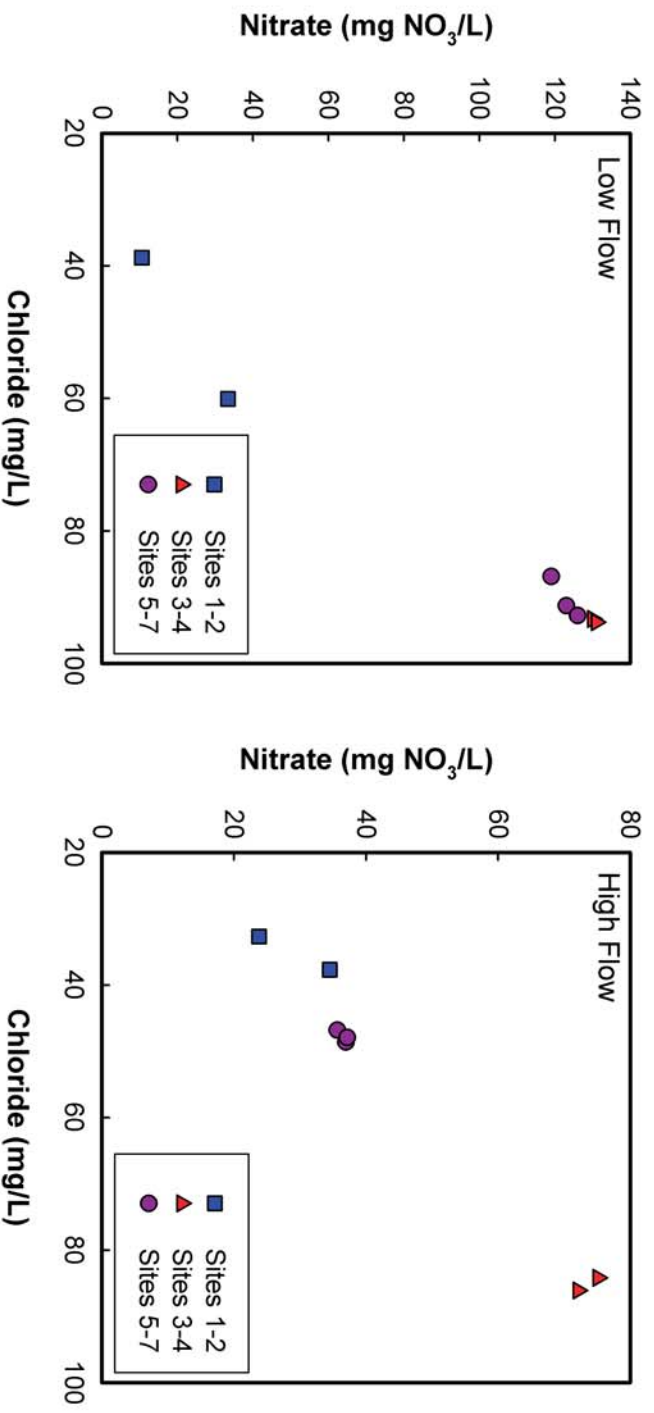 Low Flow
Nitrate (mg NO3/L)
140
120
100
80
60
40
20
0
20
40
60
80
100
Chloride (mg/L)
Sites 1-2
Sites 3-4
Sites 5-7
High Flow
Nitrate (mg NO3/L)
80
60
40
20
0
20
40
60
80
100
Chloride (mg/L)
Sites 1-2
Sites 3-4
Sites 5-7